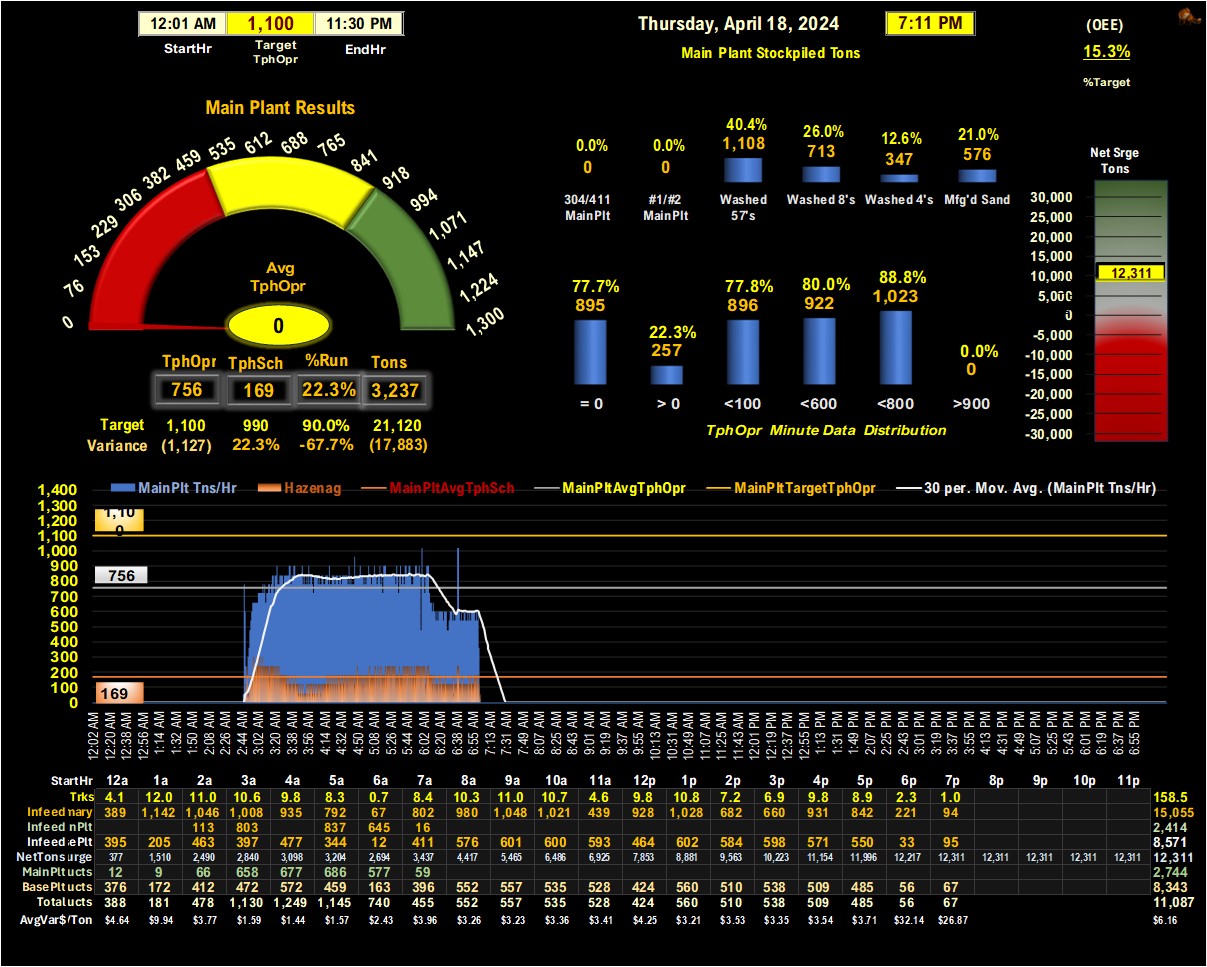 12:01 AM 1,100 11:30 PM
StartHr Target TphOpr EndHr
Thursday, April 18, 2024 7:11 PM
Main Plant Stockpiled Tons
(OEE)
15.3%
%Target
Main Plant Results
0 76 153 229 306 382 459 535 612 688 765 841 918 994 1,071 1,147 1,224 1,300
Avg
TphOpr
0
TphOpr TphSch %Run Tons
756 169 22.3% 3,237
Target 1,100 990 90.0% 21,120
Variance (1,127) 22.3% -67.7% (17,883)
0.0% 0.0% 40.4% 26.0% 12.6% 21.0%
0 0 1,108 713 347 576
304/411 #1/#2 Washed Washed 8's Washed 4's Mfg'd Sand
MainPlt MainPlt 57's
77.7% 22.3% 77.8% 80.0% 88.8% 0.0%
895 257 896 922 1,023 0
= 0 > 0 <100 <600 <800 >900
TphOpr Minute Data Distribution
Net Srge
Tons
30,000
25,000
20,000
15,000
10,000
5,000
0
-5,000
-10,000
-15,000
-20,000
-25,000
-30,000
12,311
MainPlt Tns/Hr Hazenag MainPltAvgTphSch MainPltAvgTphOpr MainPltTargetTphOpr 30 per. Mov. Avg. (MainPlt Tns/Hr)
1,400
1,300
1,200
1,100
1,000
900
800
700
600
500
400
300
200
100
0
1,10
0
756
169
12:02 AM 12:20 AM 12:38 AM 12:56 AM 1:14 AM 1:32 AM 1:50 AM 2:08 AM 2:26 AM 2:44 AM 3:02 AM 3:20 AM 3:38 AM 3:56 AM 4:14 AM 4:32 AM 4:50 AM 5:08 AM 5:26 AM 5:44 AM 6:02 AM 6:20 AM 6:38 AM 6:55 AM 7:13 AM 7:31 AM 7:49 AM 8:07 AM 8:25 AM 8:43 AM 9:01 AM 9:19 AM 9:37 AM 9:55 AM 10:13 AM 10:31 AM 10:49 AM 11:07 AM 11:25 AM 11:43 AM 12:01 PM 12:19 PM 12:37 PM 12:55 PM 1:13 PM 1:31 PM 1:49 PM 2:07 PM 2:25 PM 2:43 PM 3:01 PM 3:19 PM 3:37 PM 3:55 PM 4:13 PM 4:31 PM 4:49 PM 5:07 PM 5:25 PM 5:43 PM 6:01 PM 6:19 PM 6:37 PM 6:55 PM
StartHr 12a 1a 2a 3a 4a 5a 6a 7a 8a 9a 10a 11a 12p 1p 2p 3p 4p 5p 6p 7p 8p 9p 10p 11p
Trks 4.1 12.0 11.0 10.6 9.8 8.3 0.7 8.4 10.3 11.0 10.7 4.6 9.8 10.8 7.2 6.9 9.8 8.9 2.3 1.0 158.5
Infeed mary 389 1,142 1,046 1,008 935 792 67 802 980 1,048 1,021 439 928 1,028 682 660 931 842 221 94 15,055
Infeed nPlt 113 803 837 645 16 2,414
Infeed ePlt 395 205 463 397 477 344 12 411 576 601 600 593 464 602 584 598 571 550 33 95 8,571
NetTons urge 377 1,510 2,490 2,840 3,098 3,204 2,694 3,437 4,417 5,465 6,486 6,925 7,853 8,881 9,563 10,223 11,154 11,996 12,217 12,311 12,311 12,311 12,311 12,311 12,311
MainPlt ucts 12 9 66 658 677 686 577 59 2,744
BasePlt ucts 376 172 412 472 572 459 163 396 552 557 535 528 424 560 510 538 509 485 56 67 8,343
Total ucts 388 181 478 1,130 1,249 1,145 740 455 552 557 535 528 424 560 510 538 509 485 56 67 11,087
AvgVar$/Ton $4.64 $9.94 $3.77 $1.59 $1.44 $1.57 $2.43 $3.96 $3.26 $3.23 $3.36 $3.41 $4.25 $3.21 $3.53 $3.35 $3.54 $3.71 $32.14 $26.87 $6.16